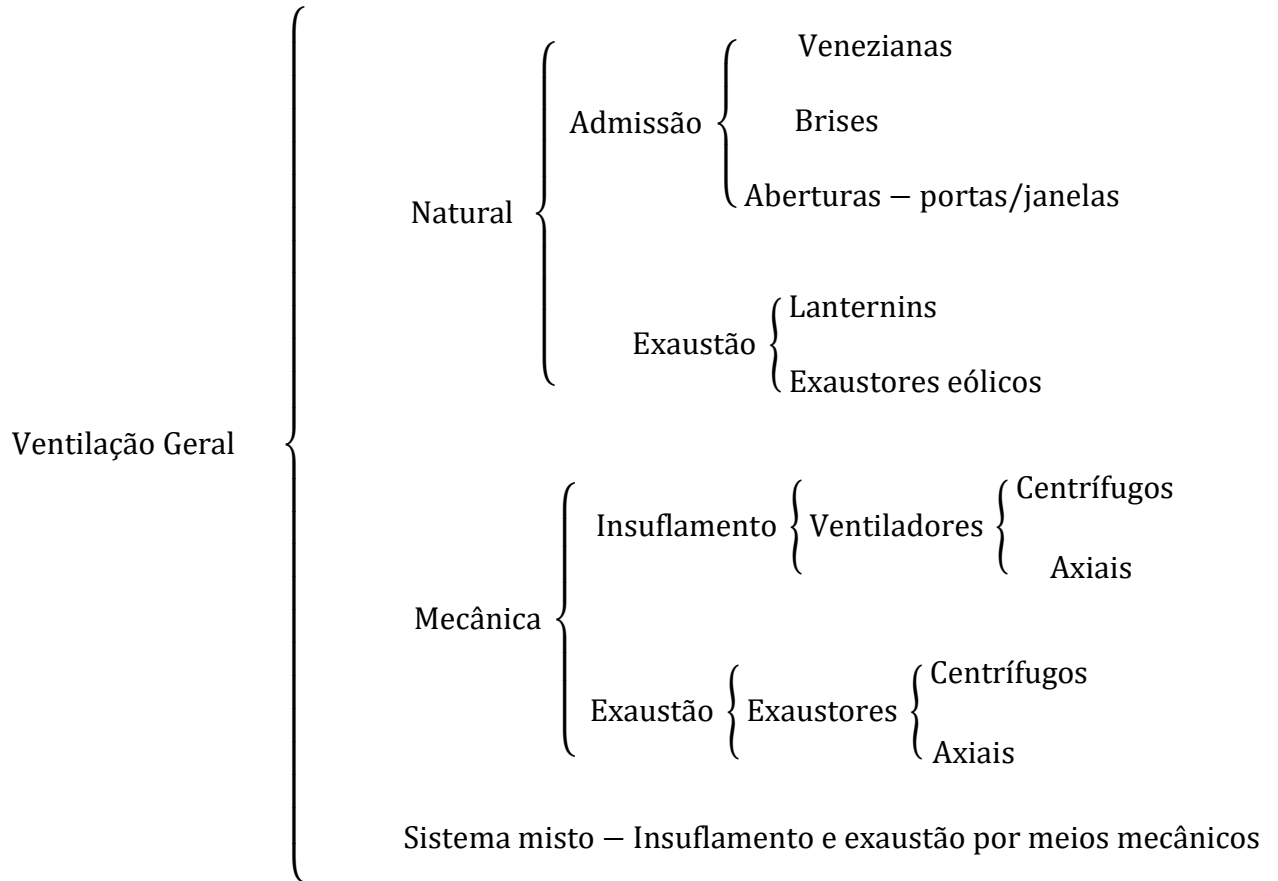 Ventilação Geral
Natural
Admissão
Venezianas
Brises
Aberturas − portas/janelas
Exaustão
Lanternins
Exaustores eólicos
Mecânica
Insuflamento
Ventiladores
Centrífugos
Axiais
Exaustão
Exaustores
Centrífugos
Axiais
Sistema misto − Insuflamento e exaustão por meios mecânicos